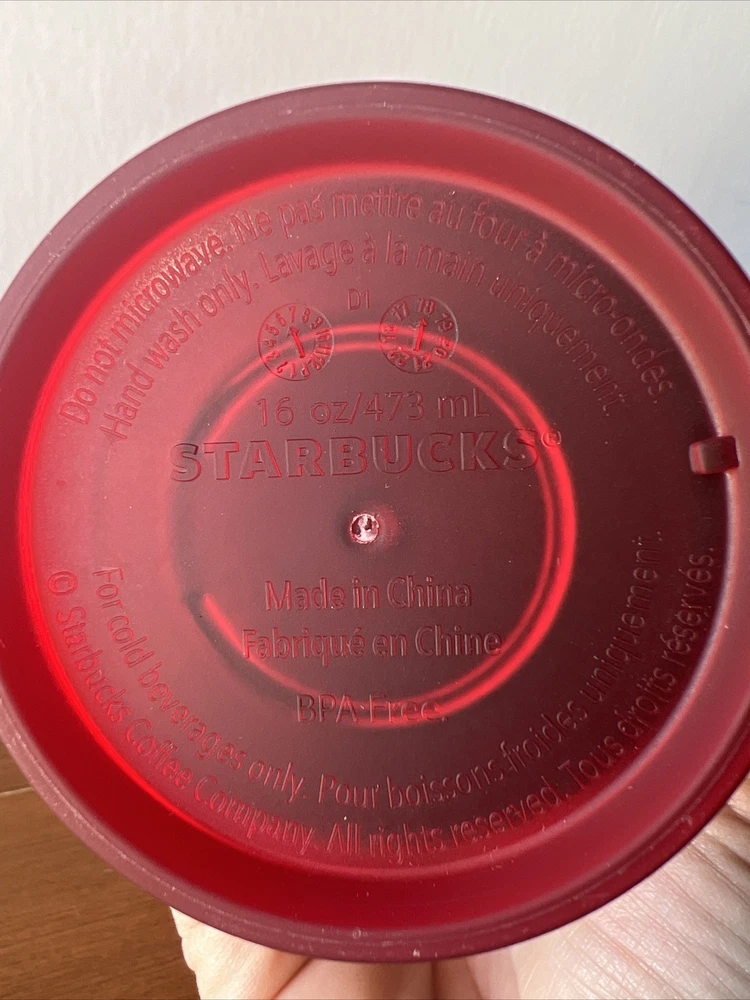 Do not microwave. Ne pas mettre au four à micro-ondes.
Hand wash only. Lavage à la main uniquement.
DI
16 oz/473 mL
STARBUCKS®
Made in China
Fabriqué en Chine
BPA-Free.
For cold beverages only. Pour boissons froides uniquement.
© Starbucks Coffee Company. All rights reserved. Tous droits réservés.